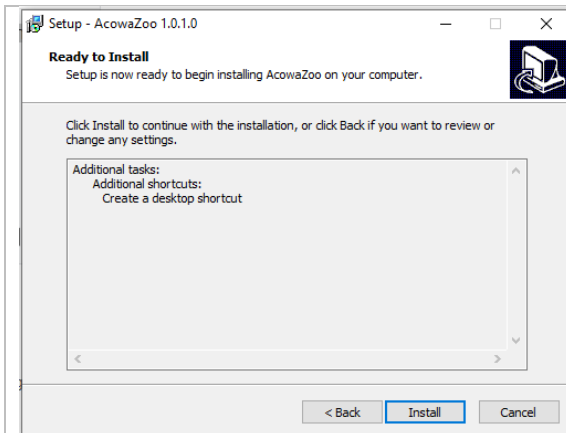 Setup - AcowaZoo 1.0.1.0
Ready to Install
Setup is now ready to begin installing AcowaZoo on your computer.
Click Install to continue with the installation, or click Back if you want to review or
change any settings.
Additional tasks:
Additional shortcuts:
Create a desktop shortcut
< Back
Install
Cancel